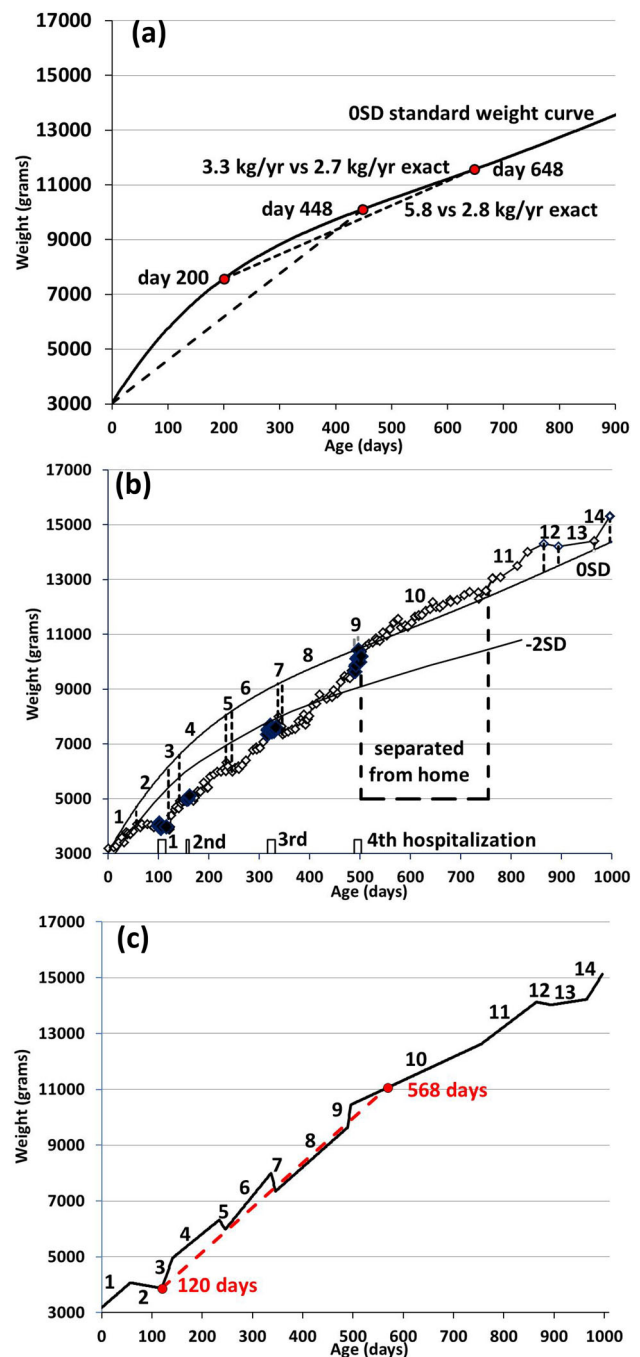 (a)
17000
15000
13000
11000
9000
7000
5000
3000
Weight (grams)
0SD standard weight curve
3.3 kg/yr vs 2.7 kg/yr exact
day 648
day 448
5.8 vs 2.8 kg/yr exact
day 200
0 100 200 300 400 500 600 700 800 900
Age (days)
(b)
17000
15000
13000
11000
9000
7000
5000
3000
Weight (grams)
1
2
3
4
5
6
7
8
9
10
11
12
13
14
0SD
-2SD
separated
from home
1 2nd 3rd 4th hospitalization
0 100 200 300 400 500 600 700 800 900 1000
Age (days)
(c)
17000
15000
13000
11000
9000
7000
5000
3000
Weight (grams)
1
2
3
4
5
6
7
8
9
10
11
12
13
14
568 days
120 days
0 100 200 300 400 500 600 700 800 900 1000
Age (days)